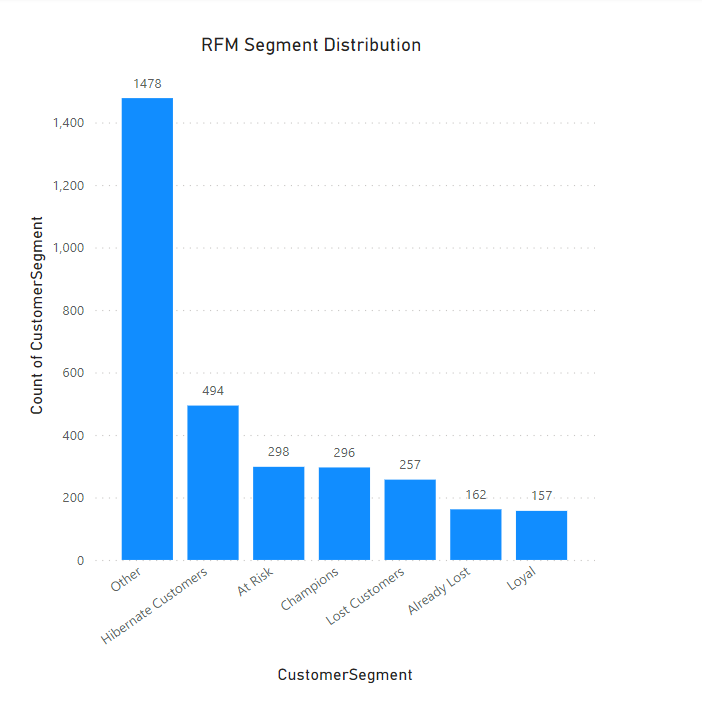 RFM Segment Distribution
Count of CustomerSegment
1,400
1,200
1,000
800
600
400
200
0
1478
494
298
296
257
162
157
Other
Hibernate Customers
At Risk
Champions
Lost Customers
Already Lost
Loyal
CustomerSegment